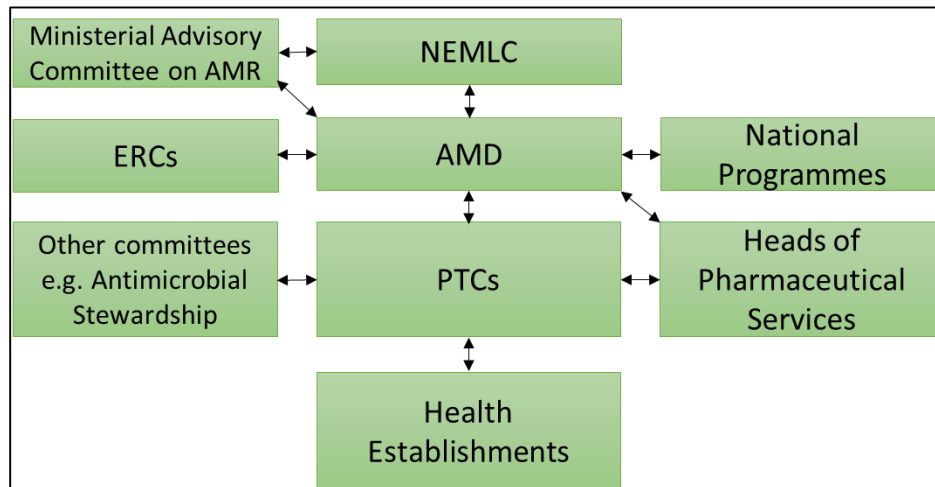 Ministerial Advisory
Committee on AMR
NEMLC
ERCs
AMD
National
Programmes
Other committees
e.g. Antimicrobial
Stewardship
PTCs
Heads of
Pharmaceutical
Services
Health
Establishments